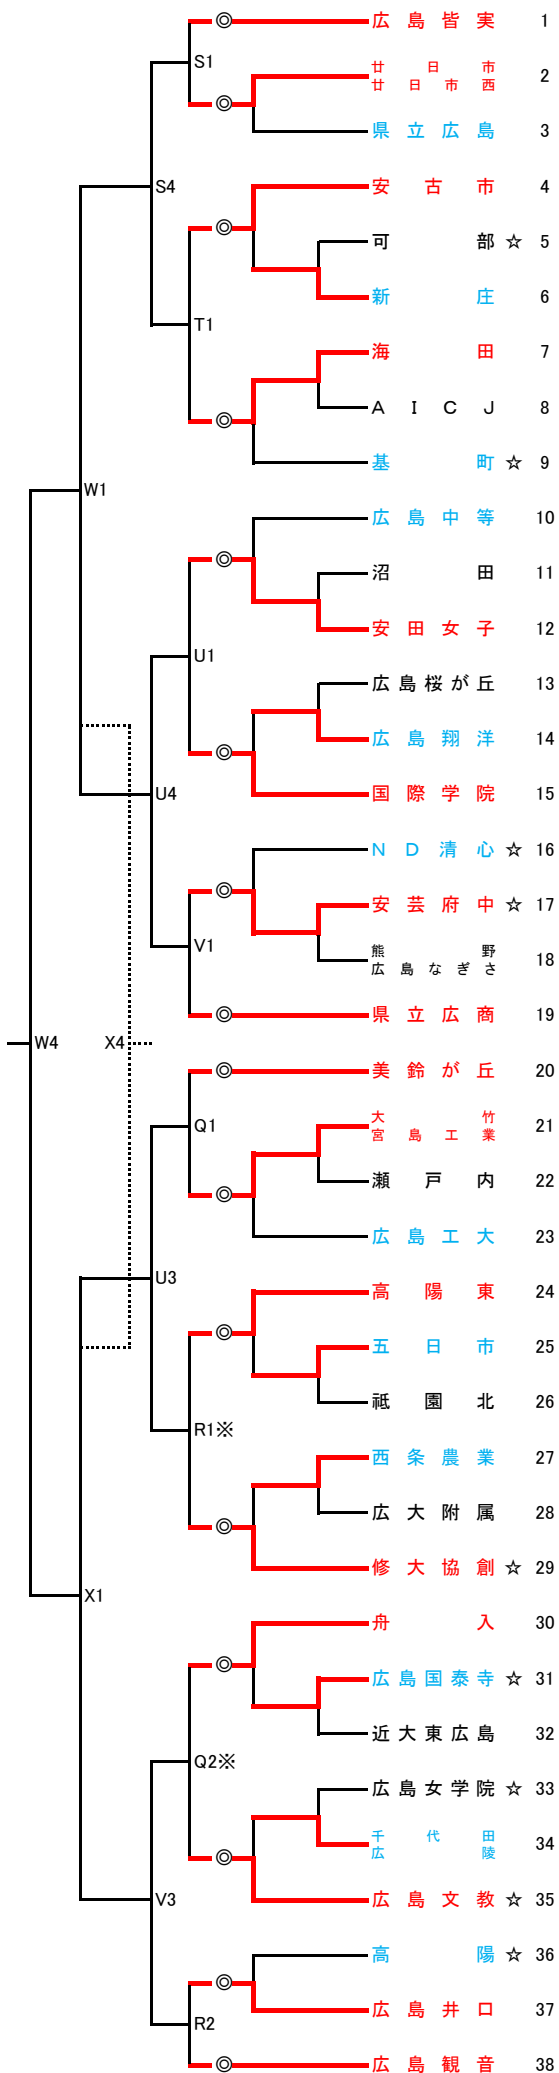 ◎ 広島皆実 1
S1
廿日市
廿日市西 2
◎
県立広島 3
S4
安古市 4
◎
可部 ☆ 5
新庄 6
T1
海田 7
AICJ 8
◎
基町 ☆ 9
W1
広島中等 10
◎
沼田 11
安田女子 12
U1
広島桜が丘 13
広島翔洋 14
◎
国際学院 15
U4
ND清心 ☆ 16
◎
安芸府中 ☆ 17
V1
熊野
広島なぎさ 18
◎ 県立広商 19
W4 X4
◎ 美鈴が丘 20
Q1
大竹
宮島工業 21
瀬戸内 22
◎
広島工大 23
U3
高陽東 24
◎
五日市 25
祗園北 26
R1※
西条農業 27
広大附属 28
◎
修大協創 ☆ 29
X1
舟入 30
◎
広島国泰寺 ☆ 31
近大東広島 32
Q2※
広島女学院 ☆ 33
千代田
広陵 34
◎
広島文教 ☆ 35
V3
高陽 ☆ 36
◎
広島井口 37
R2
◎ 広島観音 38